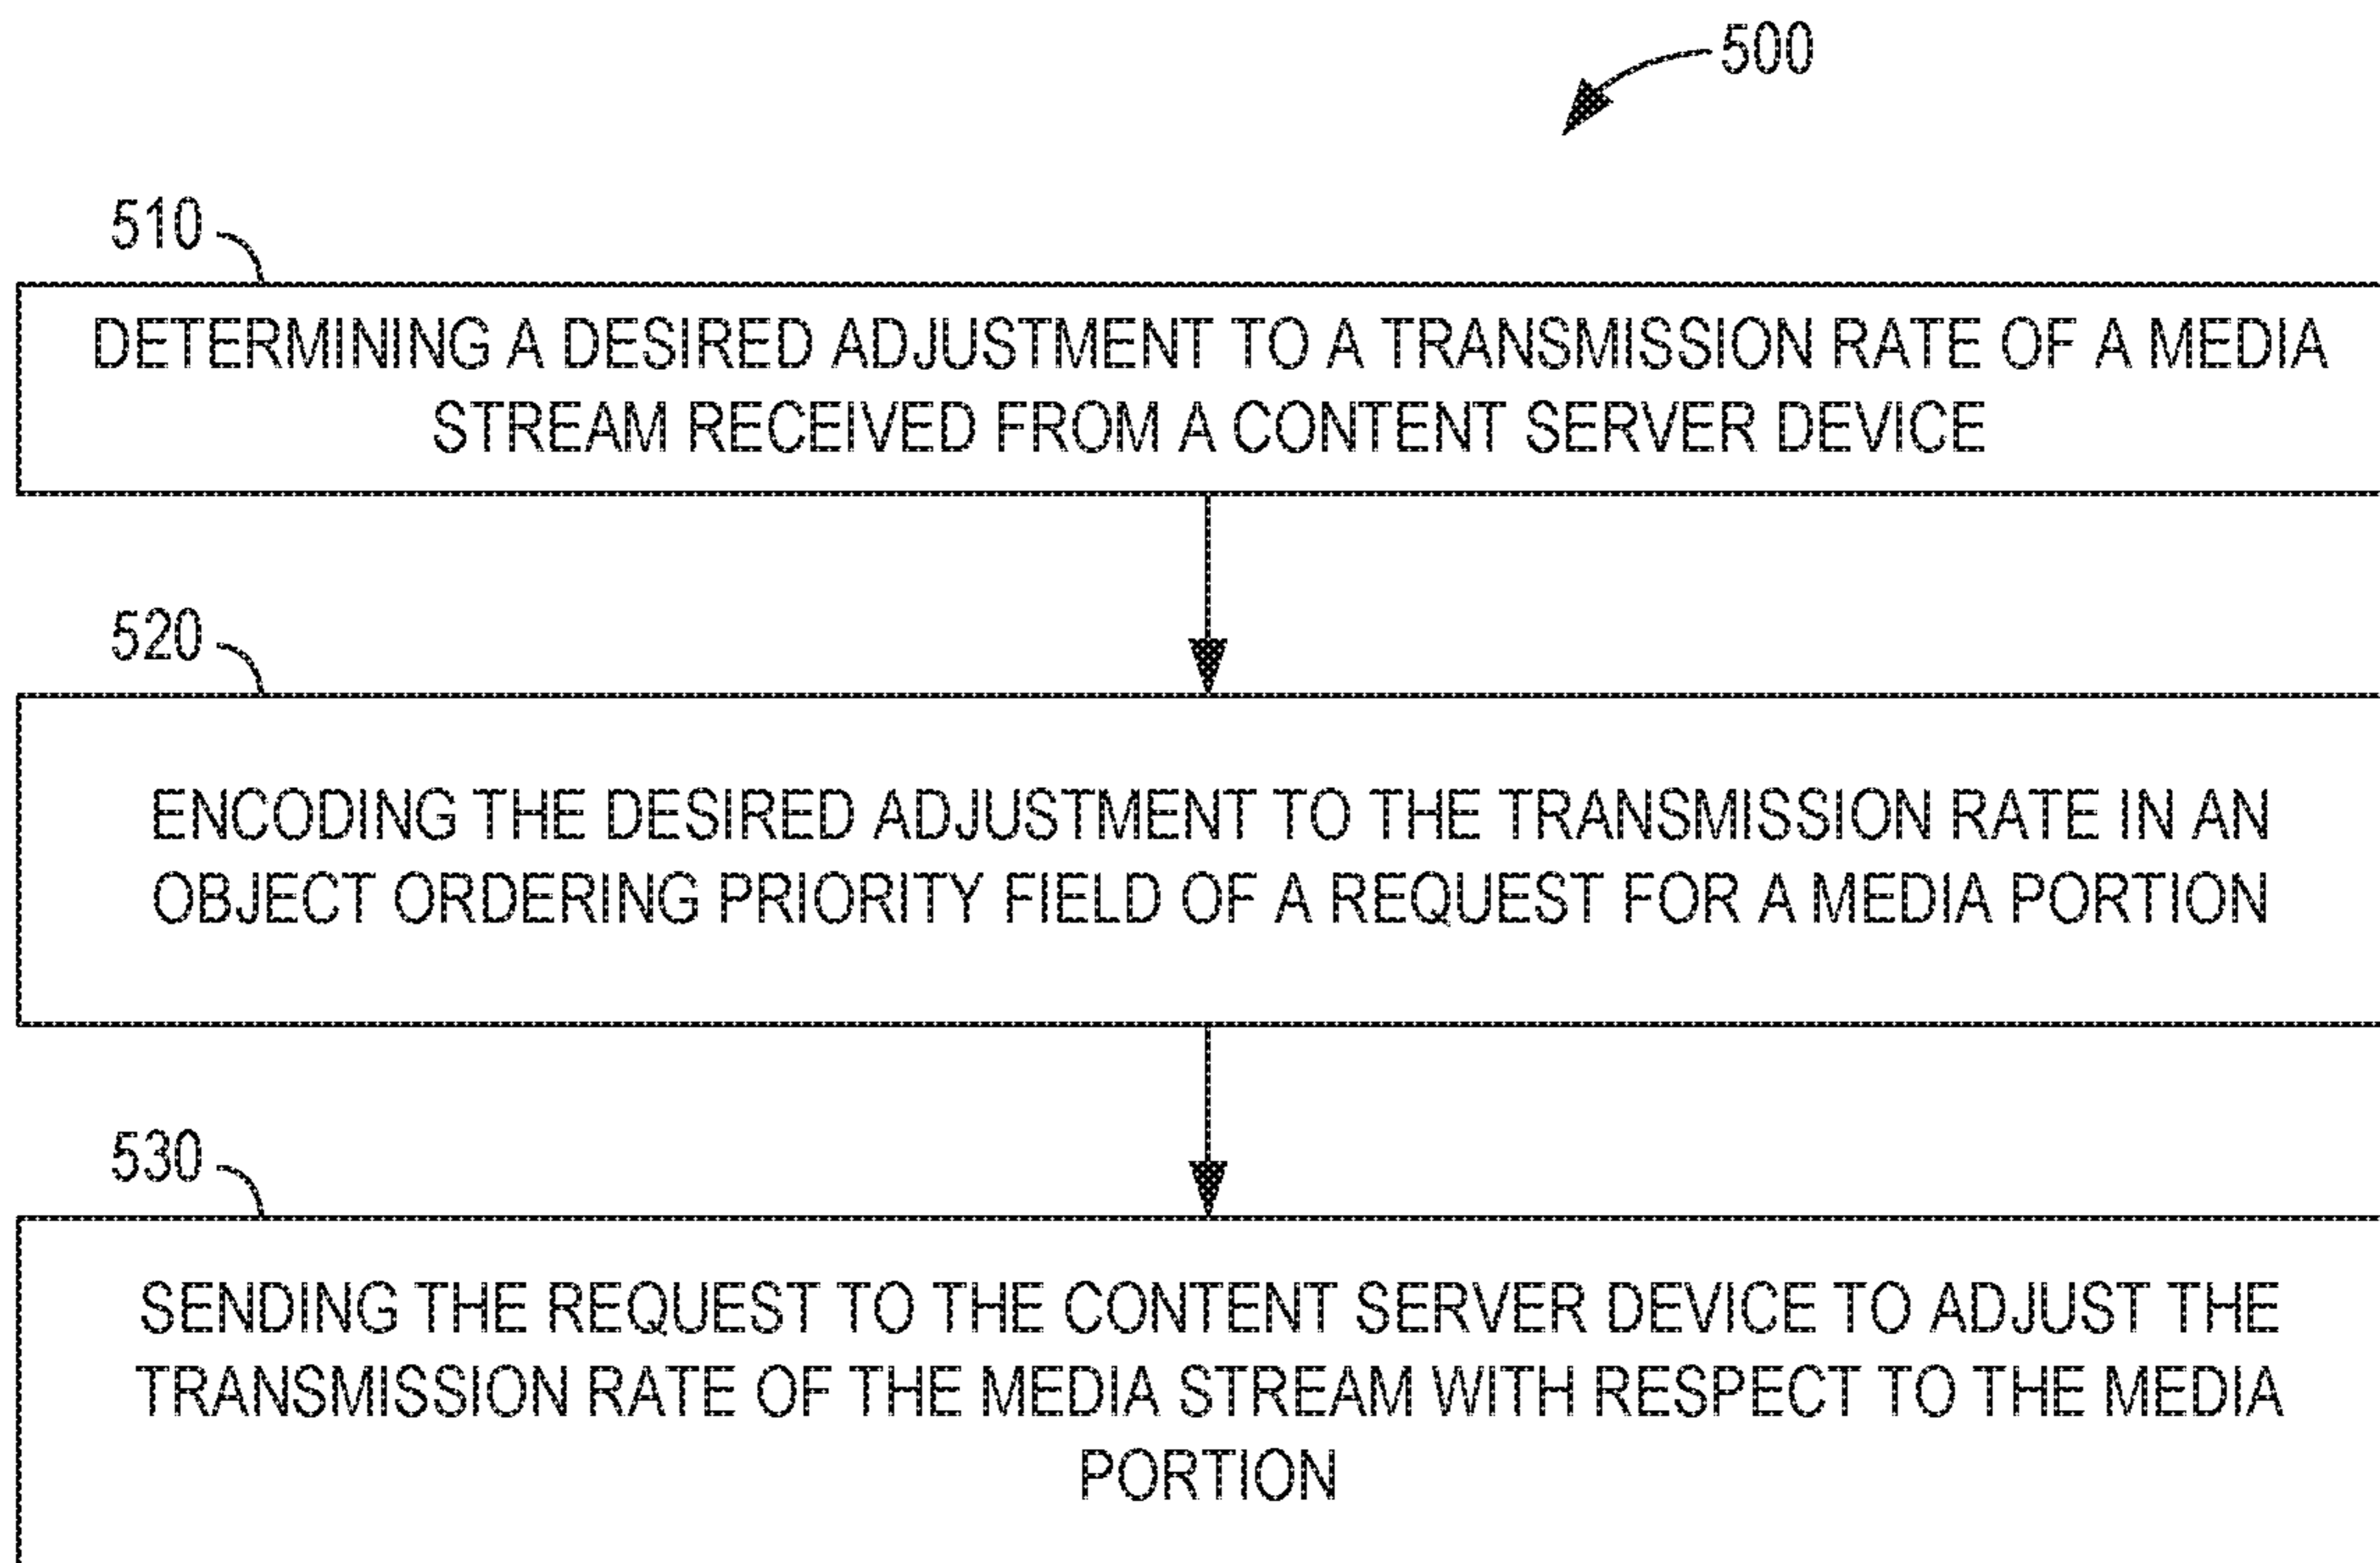 500
510
DETERMINING A DESIRED ADJUSTMENT TO A TRANSMISSION RATE OF A MEDIA
STREAM RECEIVED FROM A CONTENT SERVER DEVICE
520
ENCODING THE DESIRED ADJUSTMENT TO THE TRANSMISSION RATE IN AN
OBJECT ORDERING PRIORITY FIELD OF A REQUEST FOR A MEDIA PORTION
530
SENDING THE REQUEST TO THE CONTENT SERVER DEVICE TO ADJUST THE
TRANSMISSION RATE OF THE MEDIA STREAM WITH RESPECT TO THE MEDIA
PORTION